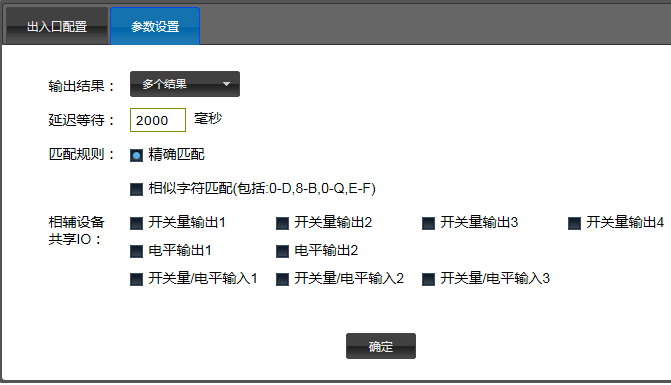 出入口配置 参数设置
输出结果： 多个结果
延迟等待： 2000 毫秒
匹配规则： 精确匹配
相似字符匹配(包括:0-D,8-B,0-Q,E-F)
相辅设备 开关量输出1 开关量输出2 开关量输出3 开关量输出4
共享IO： 电平输出1 电平输出2
开关量/电平输入1 开关量/电平输入2 开关量/电平输入3
确定